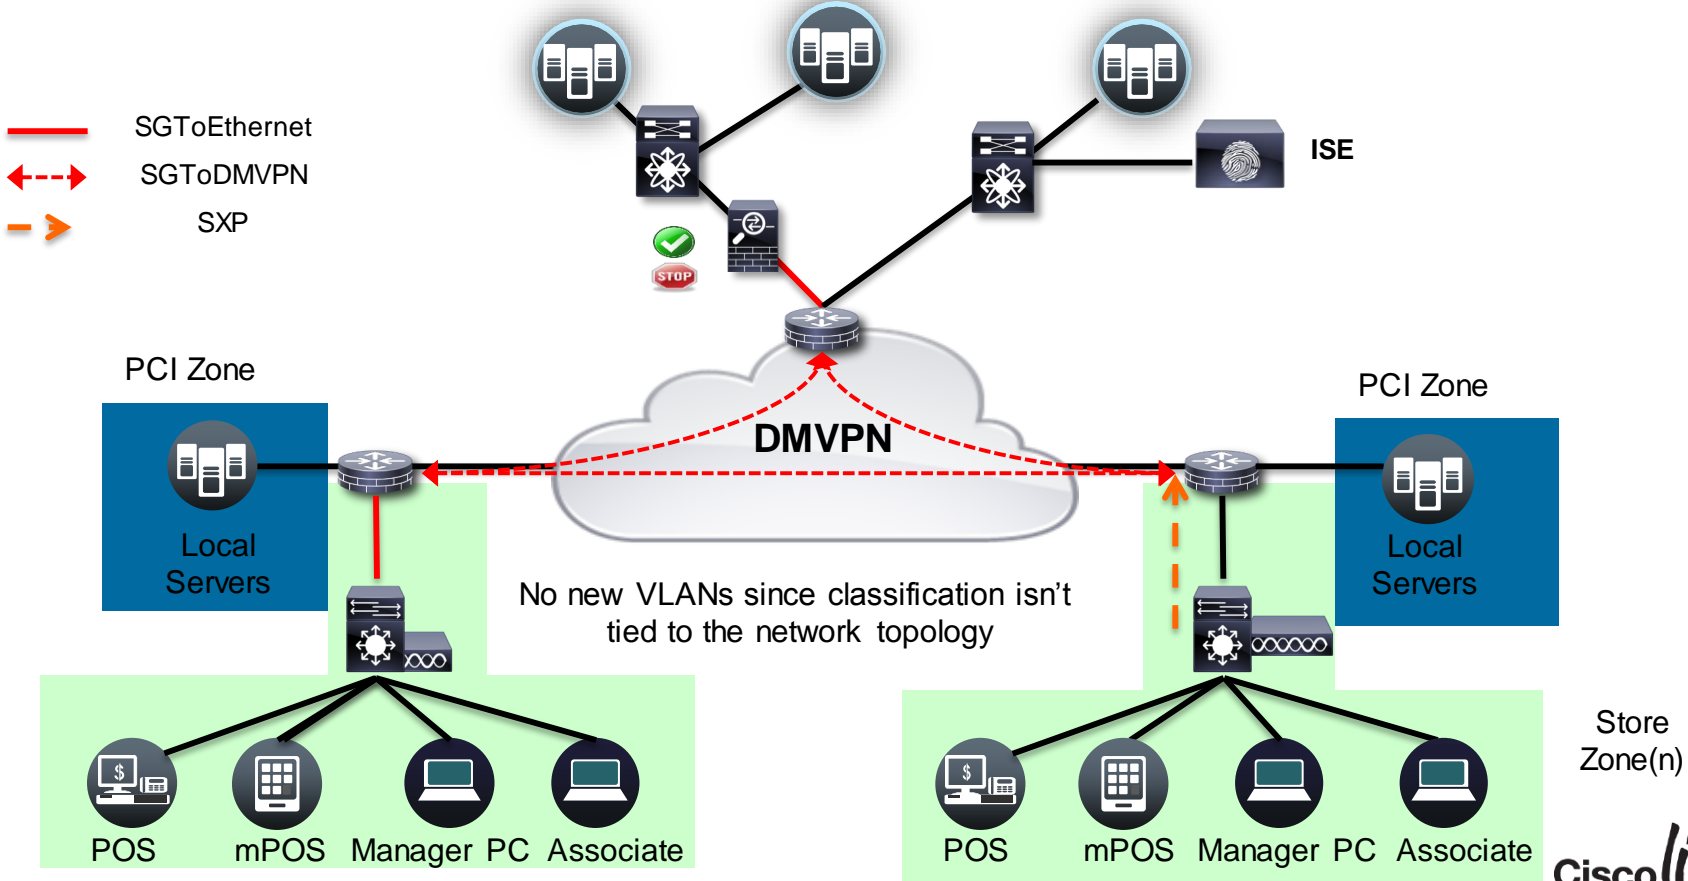 SGToEthernet
SGToDMVPN
SXP
ISE
STOP
PCI Zone
PCI Zone
DMVPN
Local
Servers
Local
Servers
No new VLANs since classification isn't
tied to the network topology
Store
Zone(n)
$
$
POS
mPOS
Manager PC
Associate
POS
mPOS
Manager PC
Associate
Cisco